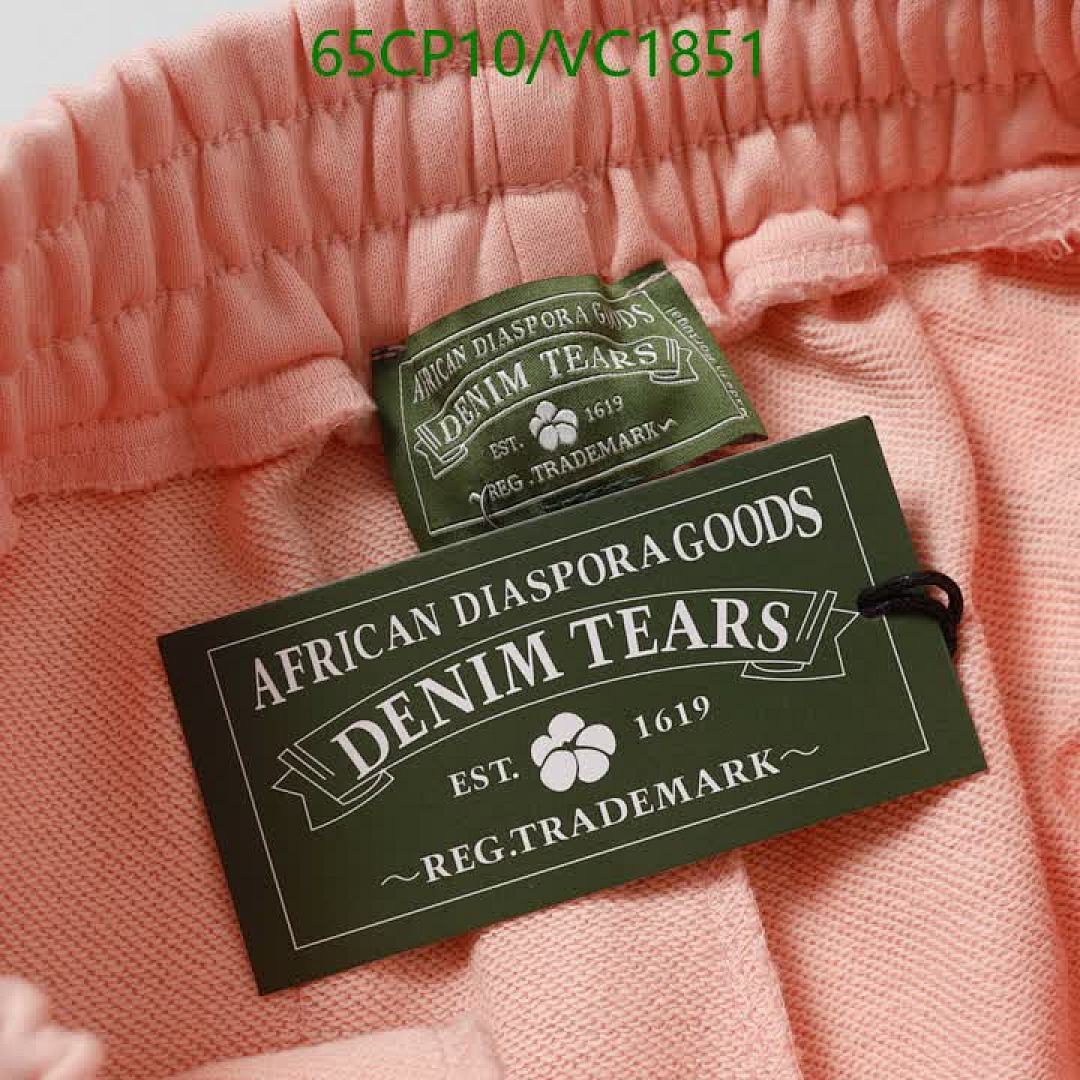 65CP10/VC1851
AFRICAN DIASPORA GOODS
DENIM TEARS
EST. 1619
REG.TRADEMARK
AFRICAN DIASPORA GOODS
DENIM TEARS
EST. 1619
~REG.TRADEMARK~